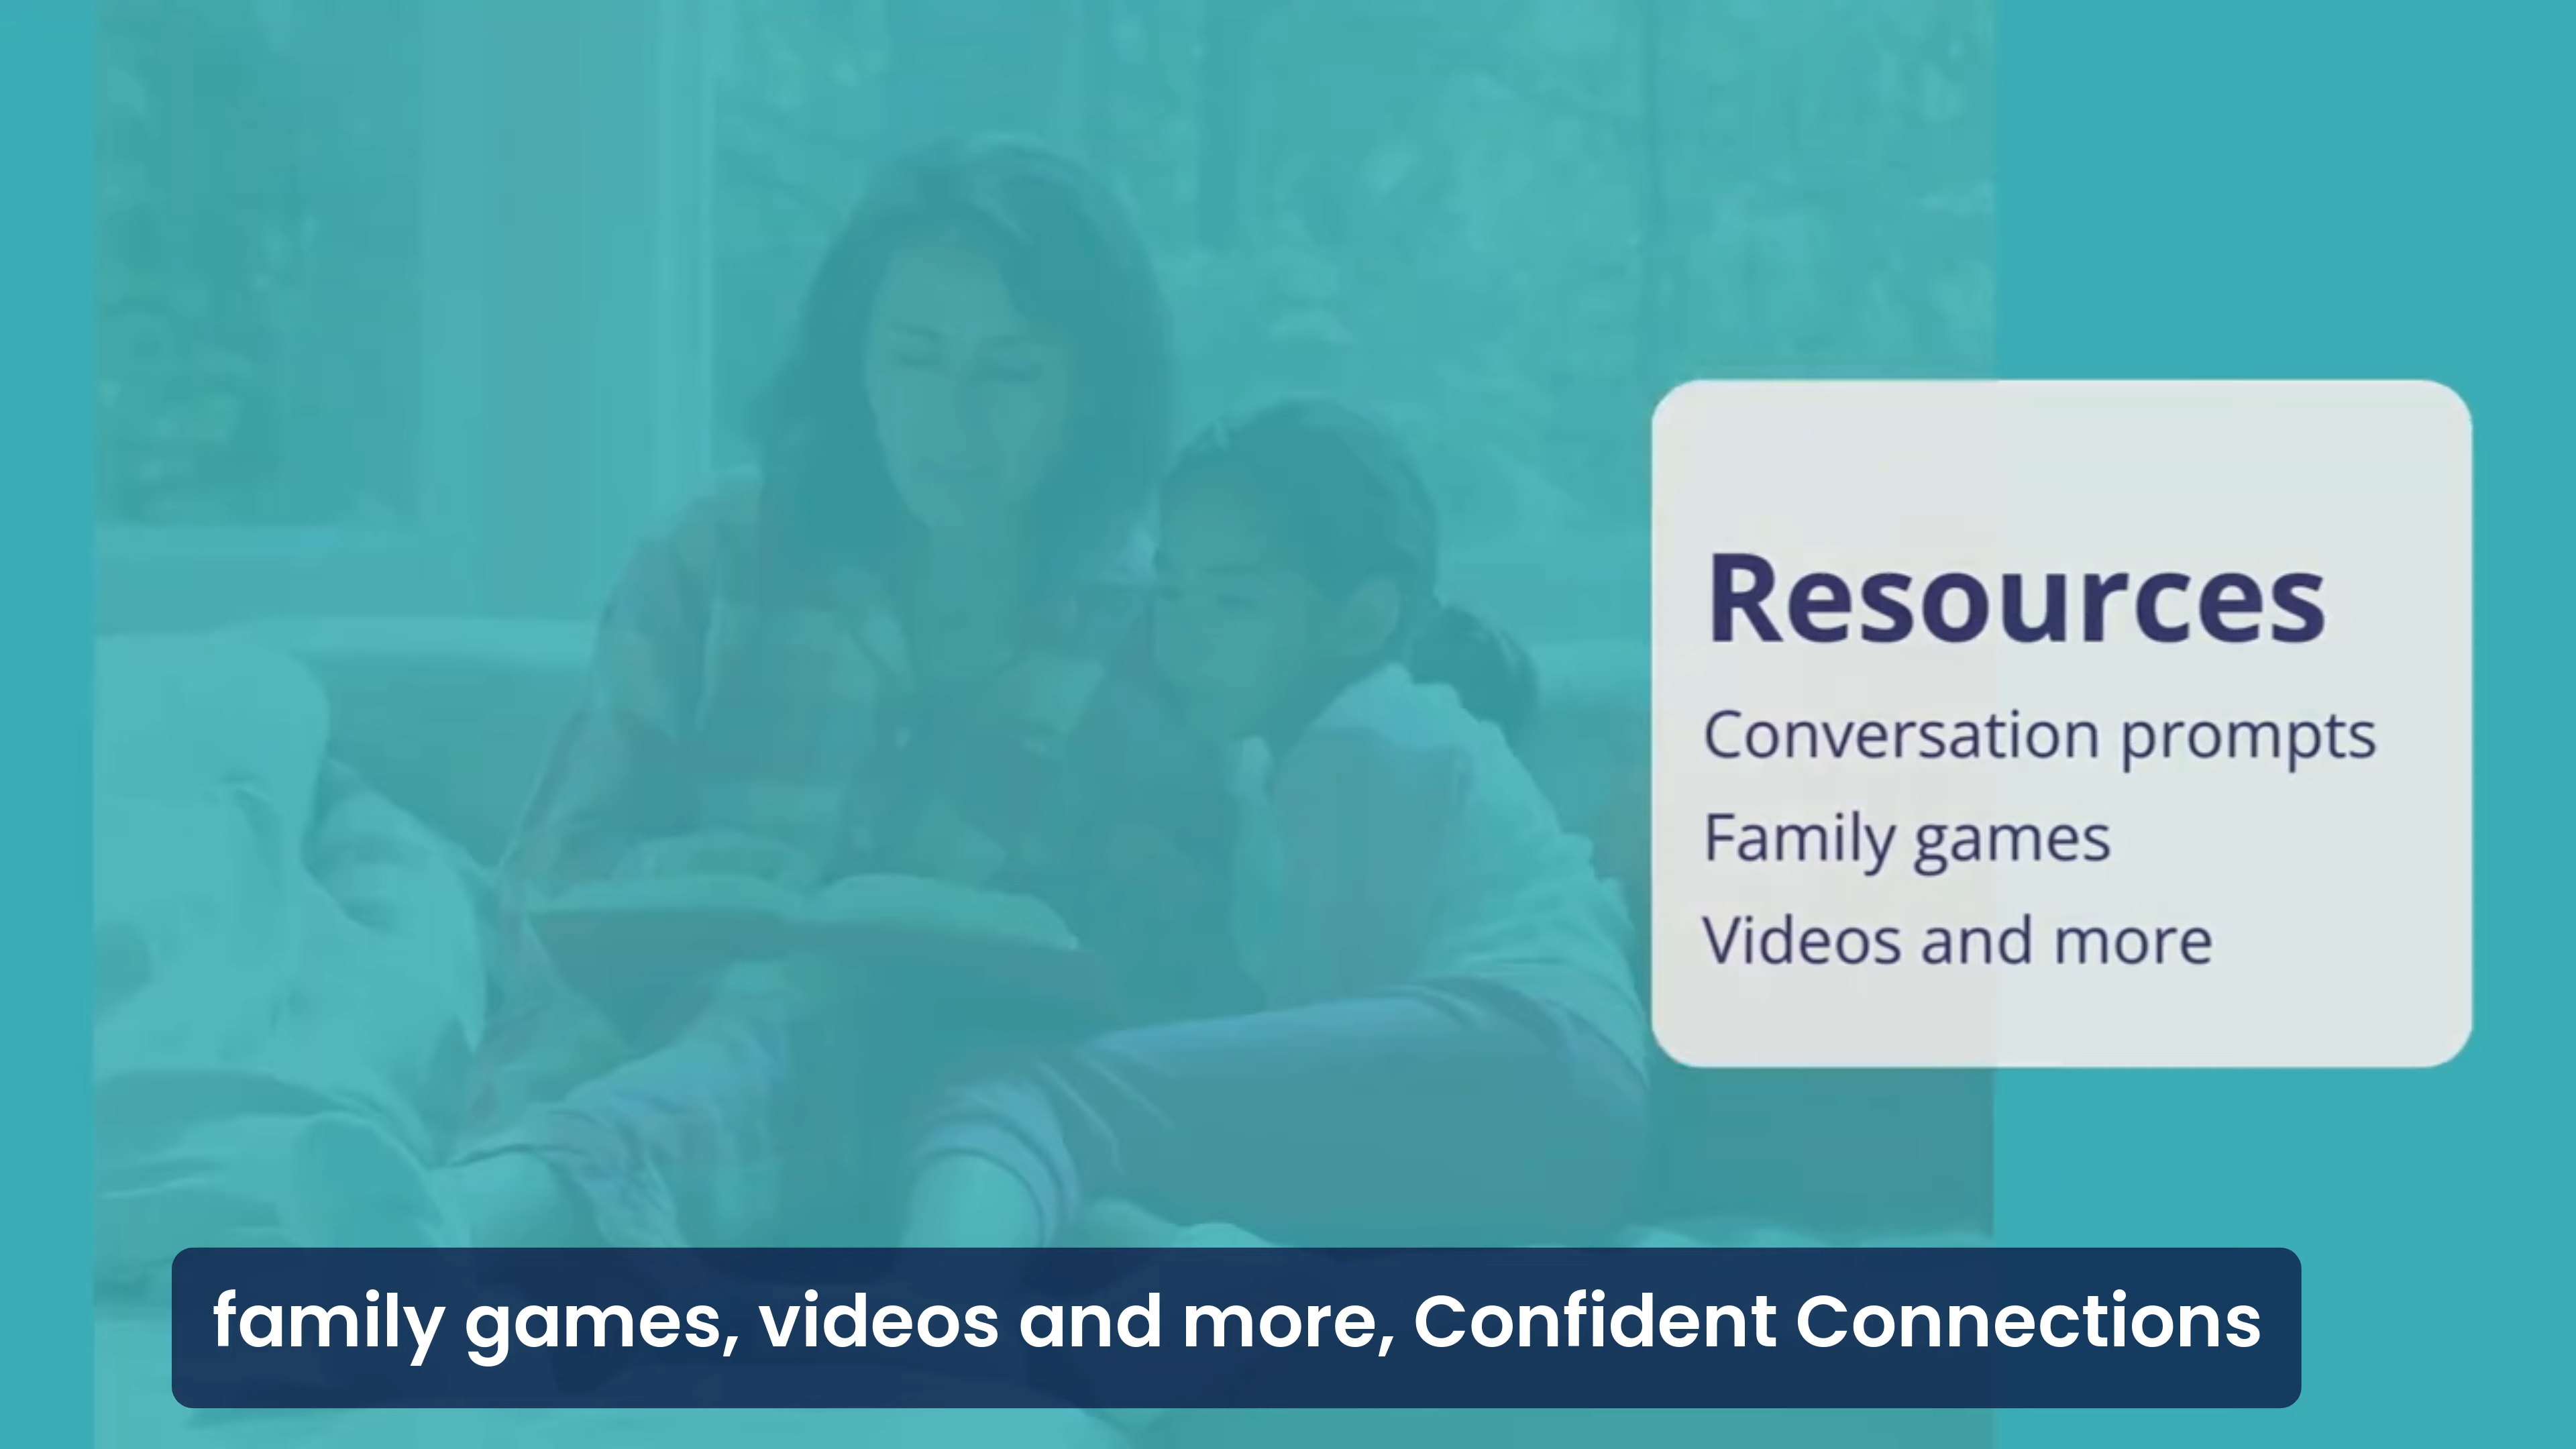 Resources
Conversation prompts
Family games
Videos and more
family games, videos and more, Confident Connections